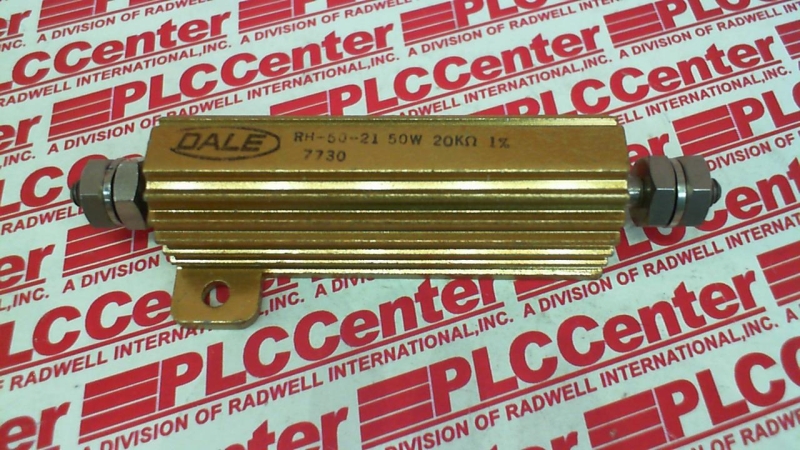 DALE RH-50-21 50W 20KΩ 1%
7730
PLCCenter
A DIVISION OF RADWELL INTERNATIONAL, INC.